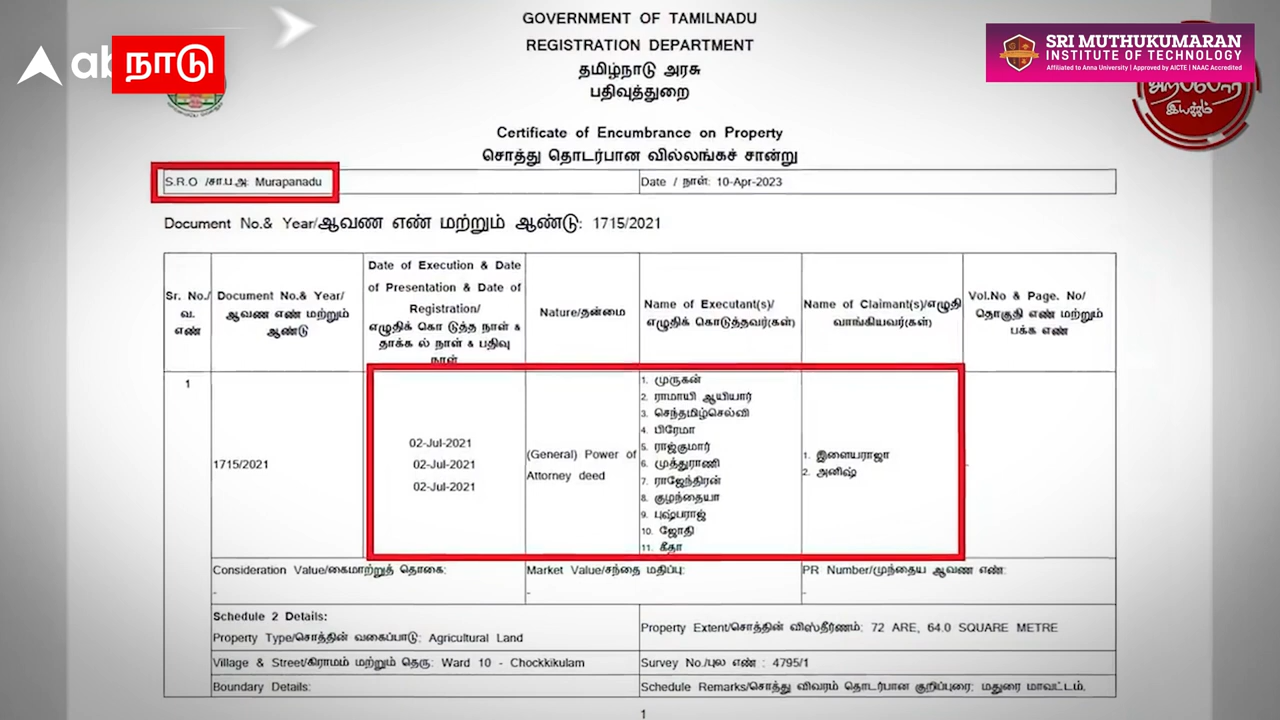 GOVERNMENT OF TAMILNADU
REGISTRATION DEPARTMENT
தமிழ்நாடு அரசு
பதிவுத்துறை
நாடு
SRI MUTHUKUMARAN
INSTITUTE OF TECHNOLOGY
Affiliated to Anna University | Approved by AICTE | NAAC Accredited
அறப்போர்
இயக்கம்
Certificate of Encumbrance on Property
சொத்து தொடர்பான வில்லங்கச் சான்று
S.R.O /சா.ப.அ: Murapanadu
Date / நாள்: 10-Apr-2023
Document No.& Year/ஆவண எண் மற்றும் ஆண்டு: 1715/2021
Sr. No./
வ.
எண்
Document No.& Year/
ஆவண எண் மற்றும்
ஆண்டு
Date of Execution & Date
of Presentation & Date of
Registration/
எழுதிக் கொ டுத்த நாள் &
தாக்க ல் நாள் & பதிவு
நாள்
Nature/தன்மை
Name of Executant(s)/
எழுதிக் கொடுத்தவர்(கள்)
Name of Claimant(s)/எழுதி
வாங்கியவர்(கள்)
Vol.No & Page. No/
தொகுதி எண் மற்றும்
பக்க எண்
1
1715/2021
02-Jul-2021
02-Jul-2021
02-Jul-2021
(General) Power of
Attorney deed
1. முருகன்
2. ராமாயி ஆயியார்
3. செந்தமிழ்செல்வி
4. பிரேமா
5. ராஜ்குமார்
6. முத்துராணி
7. ராஜேந்திரன்
8. குழந்தையா
9. புஷ்பராஜ்
10. ஜோதி
11. கீதா
1. இளையராஜா
2. அனிஷ்
-
Consideration Value/கைமாற்றுத் தொகை:
-
Market Value/சந்தை மதிப்பு:
-
PR Number/முந்தைய ஆவண எண்:
-
Schedule 2 Details:
Property Type/சொத்தின் வகைப்பாடு: Agricultural Land
Property Extent/சொத்தின் விஸ்தீர்ணம்: 72 ARE, 64.0 SQUARE METRE
Village & Street/கிராமம் மற்றும் தெரு: Ward 10 - Chockkikulam
Survey No./புல எண் : 4795/1
Boundary Details:
Schedule Remarks/சொத்து விவரம் தொடர்பான குறிப்புரை: மதுரை மாவட்டம்.
1